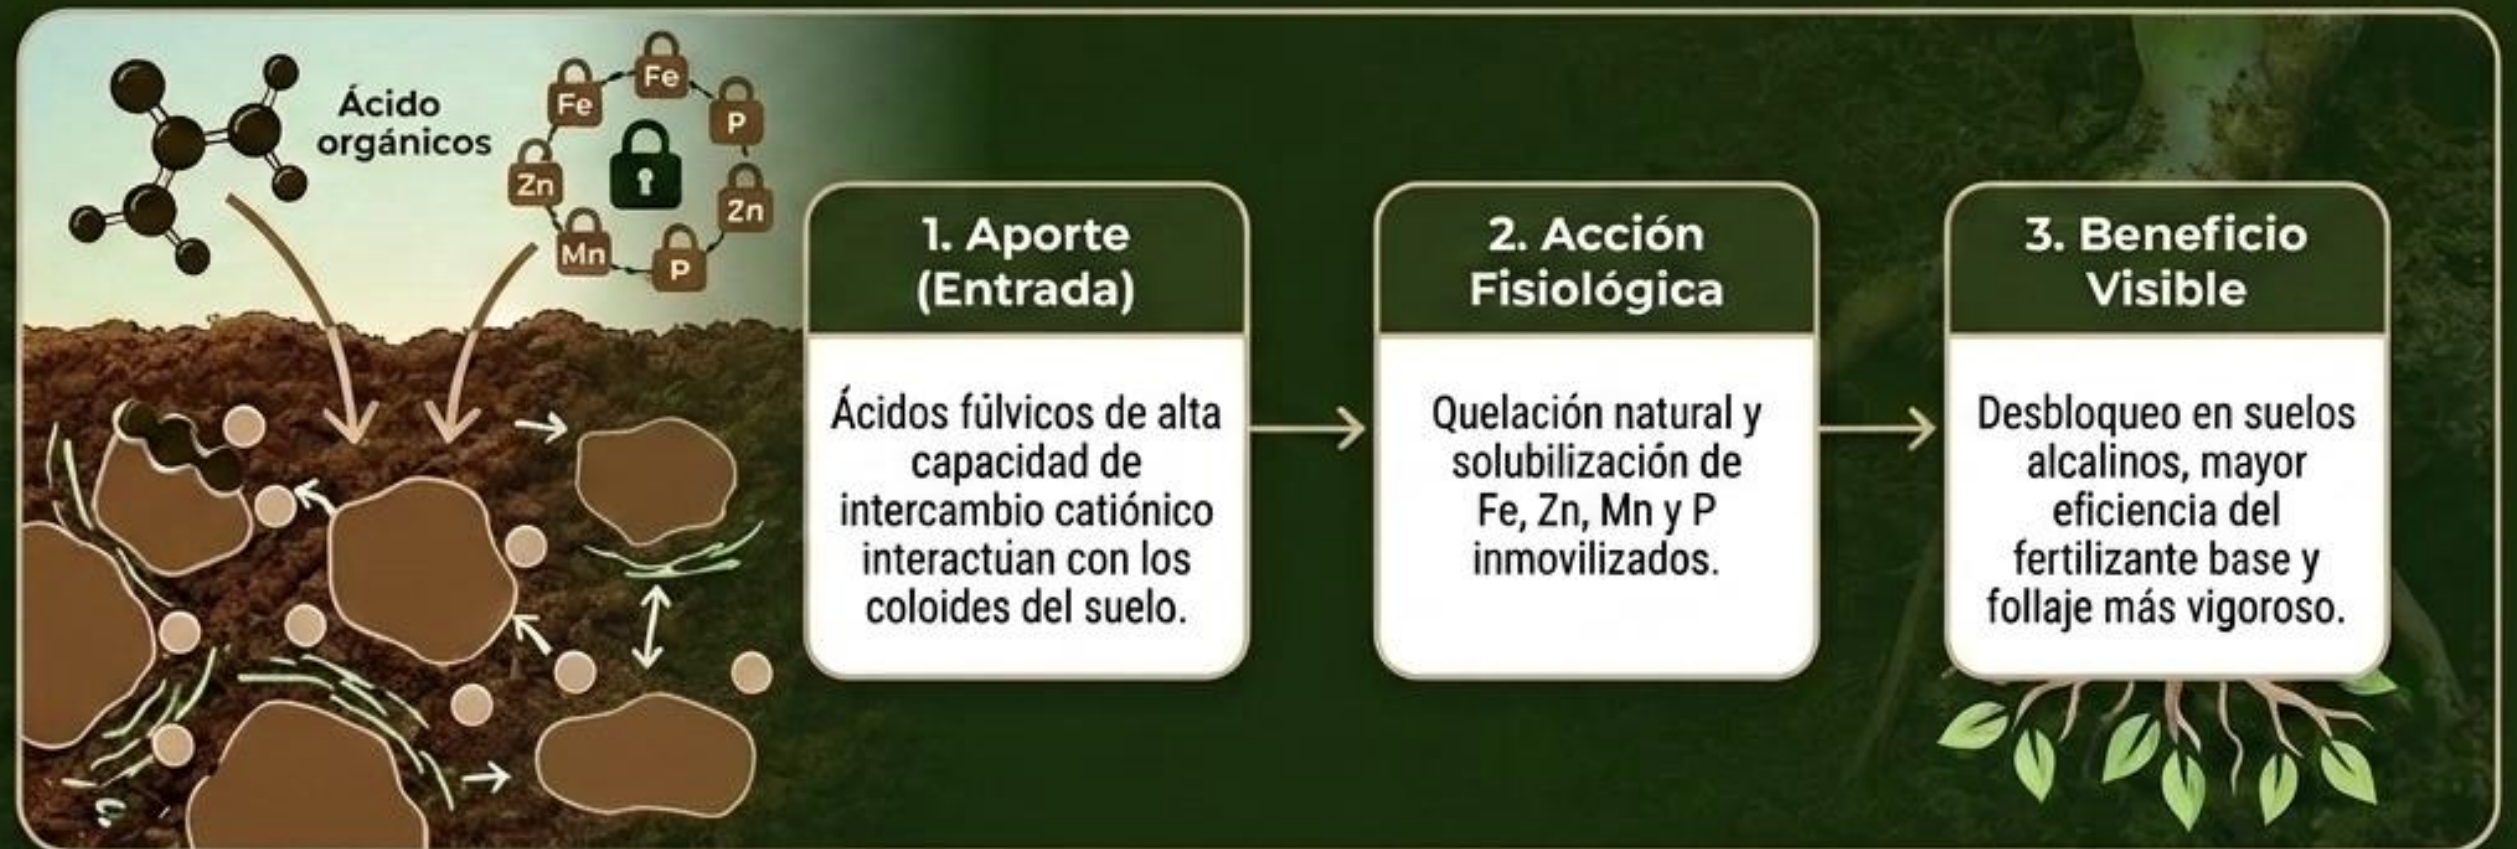 Ácido
orgánicos
Fe
Fe
P
Zn
Zn
Mn
P
1. Aporte
(Entrada)
Ácidos fúlvicos de alta
capacidad de
intercambio catiónico
interactúan con los
coloides del suelo.
2. Acción
Fisiológica
Quelación natural y
solubilización de
Fe, Zn, Mn y P
inmovilizados.
3. Beneficio
Visible
Desbloqueo en suelos
alcalinos, mayor
eficiencia del
fertilizante base y
follaje más vigoroso.